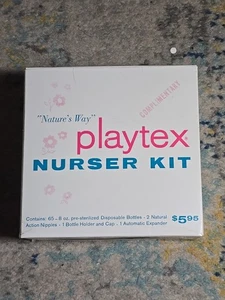 COMPLIMENTARY
"Nature's Way"
playtex
NURSER KIT
Contains: 65 - 8 oz. pre-sterilized Disposable Bottles - 2 Natural
Action Nipples - 1 Bottle Holder and Cap - 1 Automatic Expander
$5.95